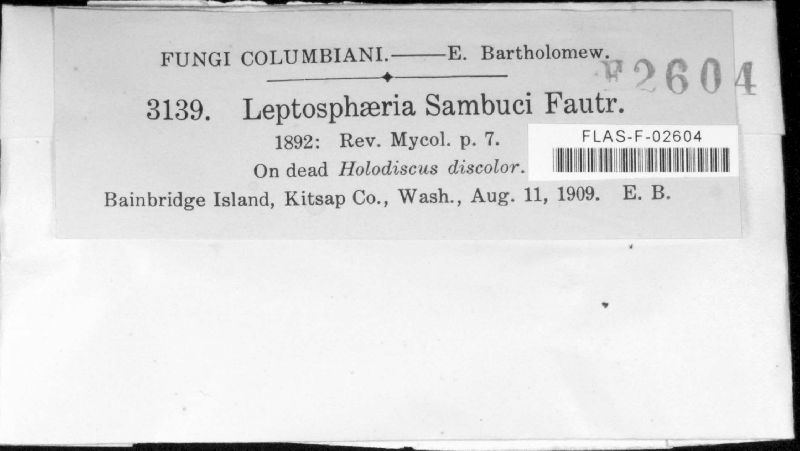 FUNGI COLUMBIANI.——E. Bartholomew.
F2604
3139. Leptosphæria Sambuci Fautr.
1892: Rev. Mycol. p. 7.
FLAS-F-02604
On dead Holodiscus discolor.
Bainbridge Island, Kitsap Co., Wash., Aug. 11, 1909. E. B.